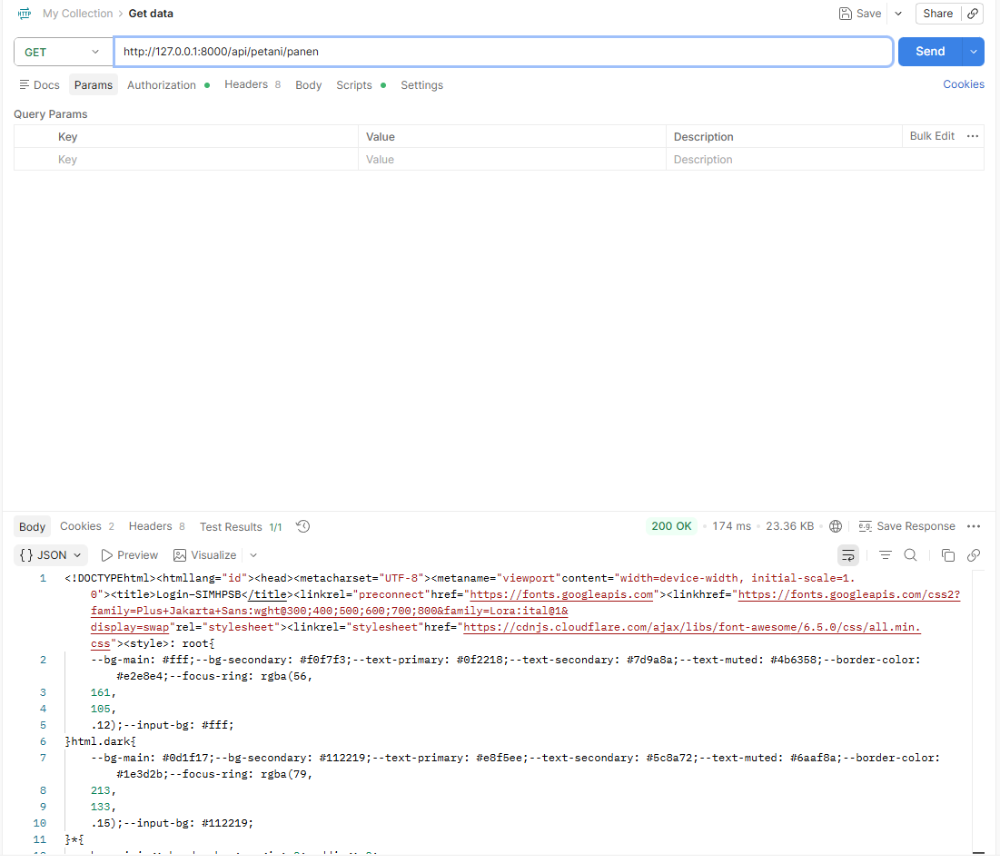 HTTP My Collection > Get data Save Share
GET http://127.0.0.1:8000/api/petani/panen Send
Docs Params Authorization Headers 8 Body Scripts Settings Cookies
Query Params
Key Value Description Bulk Edit
Key Value Description
Body Cookies 2 Headers 8 Test Results 1/1 200 OK 174 ms 23.36 KB e.g. Save Response
{} JSON Preview Visualize
1 <!DOCTYPEhtml><htmllang="id"><head><metacharset="UTF-8"><metaname="viewport"content="width=device-width, initial-scale=1.
0"><title>Login—SIMHPSB</title><linkrel="preconnect"href="https://fonts.googleapis.com"><linkhref="https://fonts.googleapis.com/css2?
family=Plus+Jakarta+Sans:wght@300;400;500;600;700;800&family=Lora:ital@1&
display=swap"rel="stylesheet"><linkrel="stylesheet"href="https://cdnjs.cloudflare.com/ajax/libs/font-awesome/6.5.0/css/all.min.
css"><style>: root{
2 --bg-main: #fff;--bg-secondary: #f0f7f3;--text-primary: #0f2218;--text-secondary: #7d9a8a;--text-muted: #4b6358;--border-color:
#e2e8e4;--focus-ring: rgba(56,
3 161,
4 105,
5 .12);--input-bg: #fff;
6 }html.dark{
7 --bg-main: #0d1f17;--bg-secondary: #112219;--text-primary: #e8f5ee;--text-secondary: #5c8a72;--text-muted: #6aaf8a;--border-color:
#1e3d2b;--focus-ring: rgba(79,
8 213,
9 133,
10 .15);--input-bg: #112219;
11 }*{